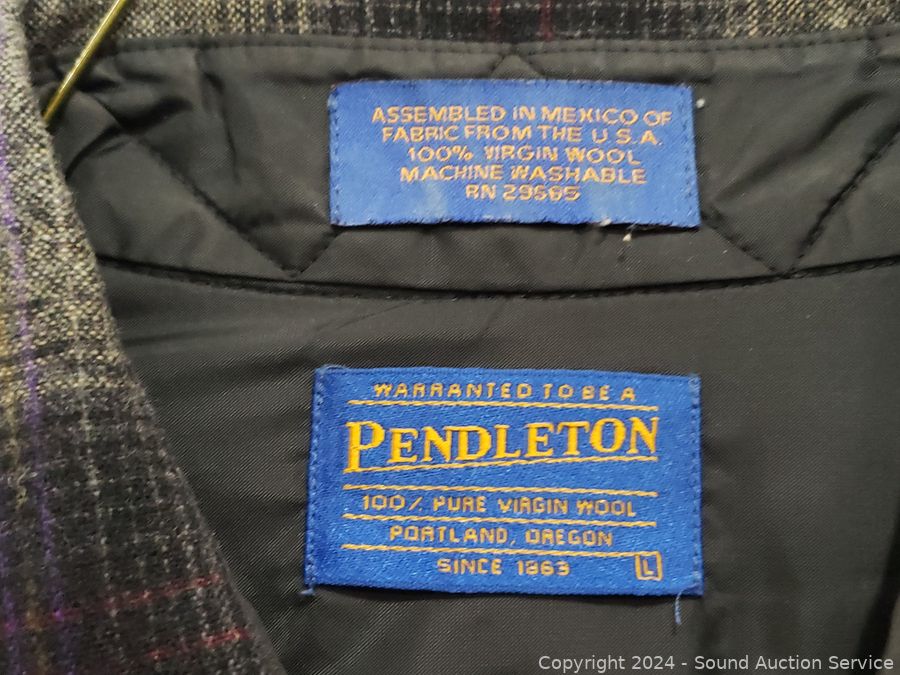 ASSEMBLED IN MEXICO OF
FABRIC FROM THE U.S.A.
100% VIRGIN WOOL
MACHINE WASHABLE
RN 29685
WARRANTED TO BE A
PENDLETON
100% PURE VIRGIN WOOL
PORTLAND, OREGON
SINCE 1863
L
Copyright 2024 - Sound Auction Service